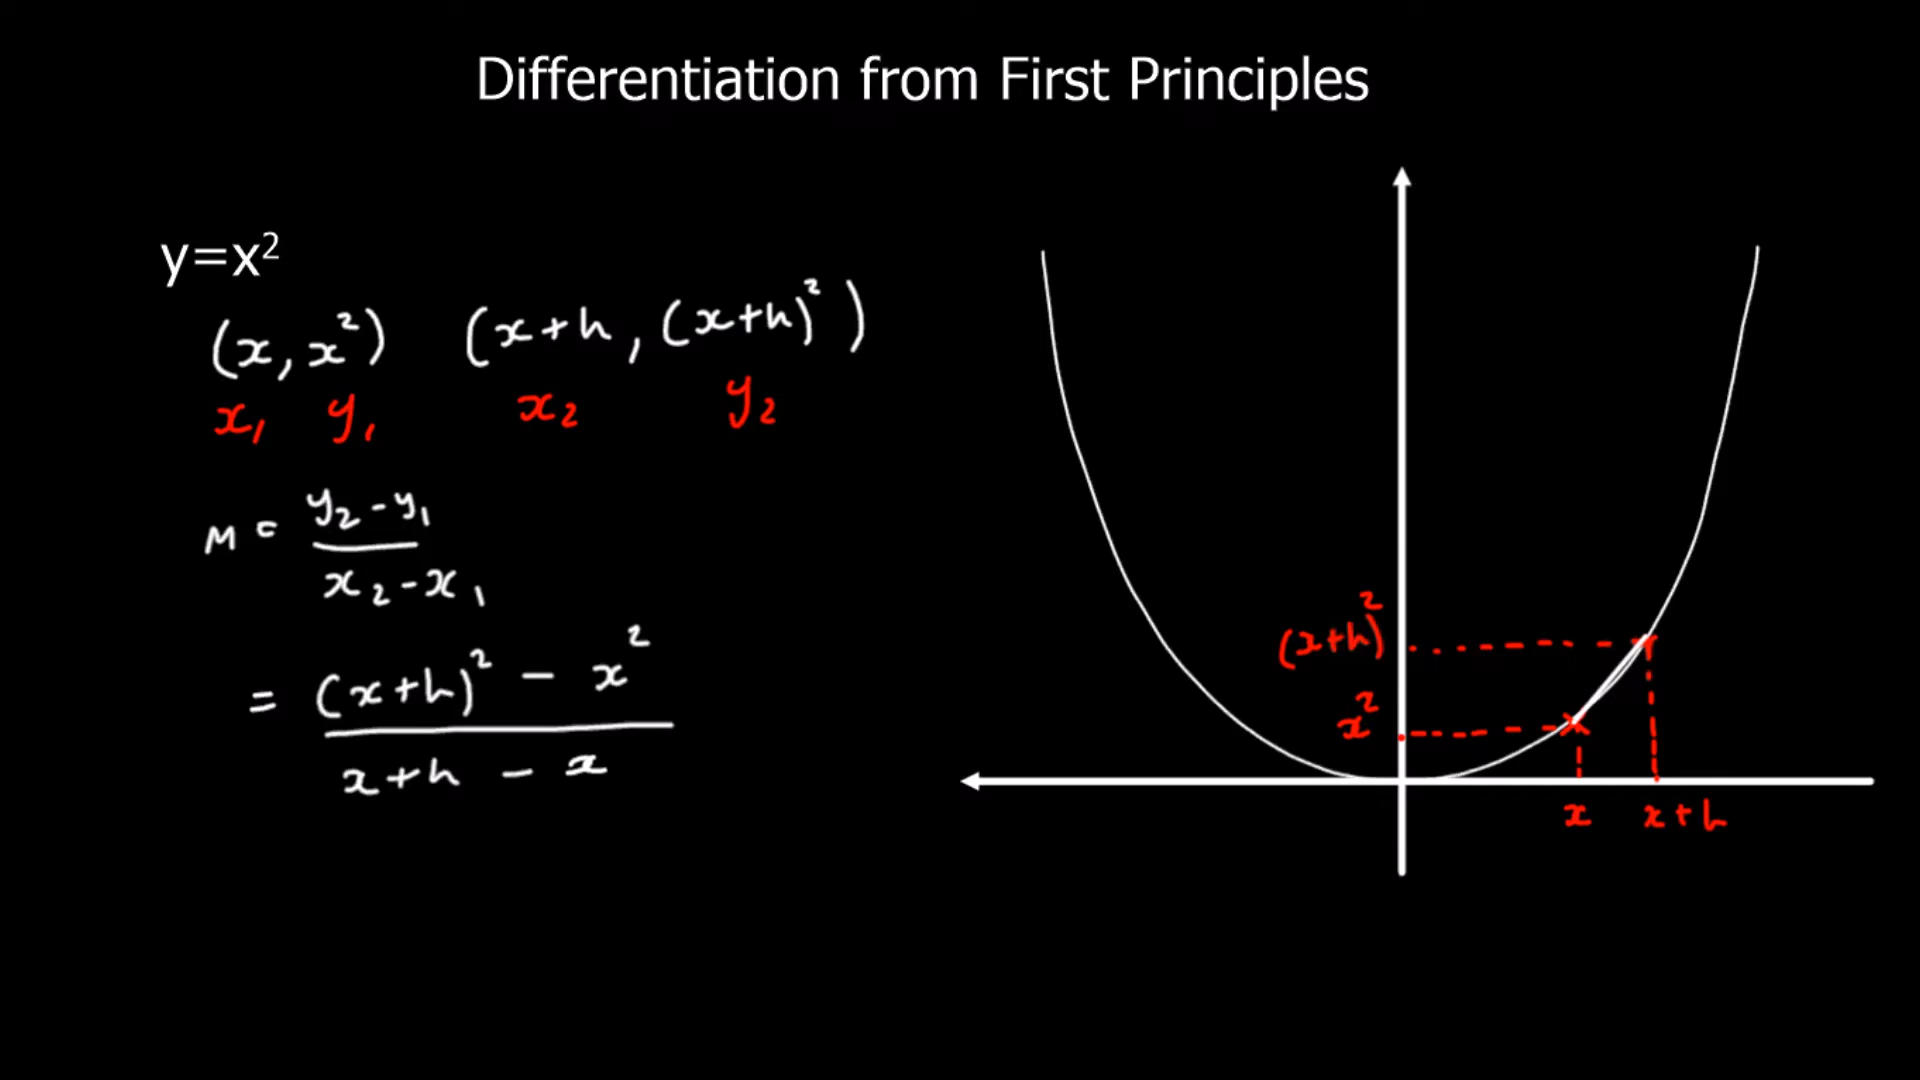 Differentiation from First Principles
y=x²
(x, x²) (x+h, (x+h)²)
x₁ y₁ x₂ y₂
M = y₂-y₁
x₂-x₁
= (x+h)² - x²
x+h - x
(x+h)²
x²
x x+h